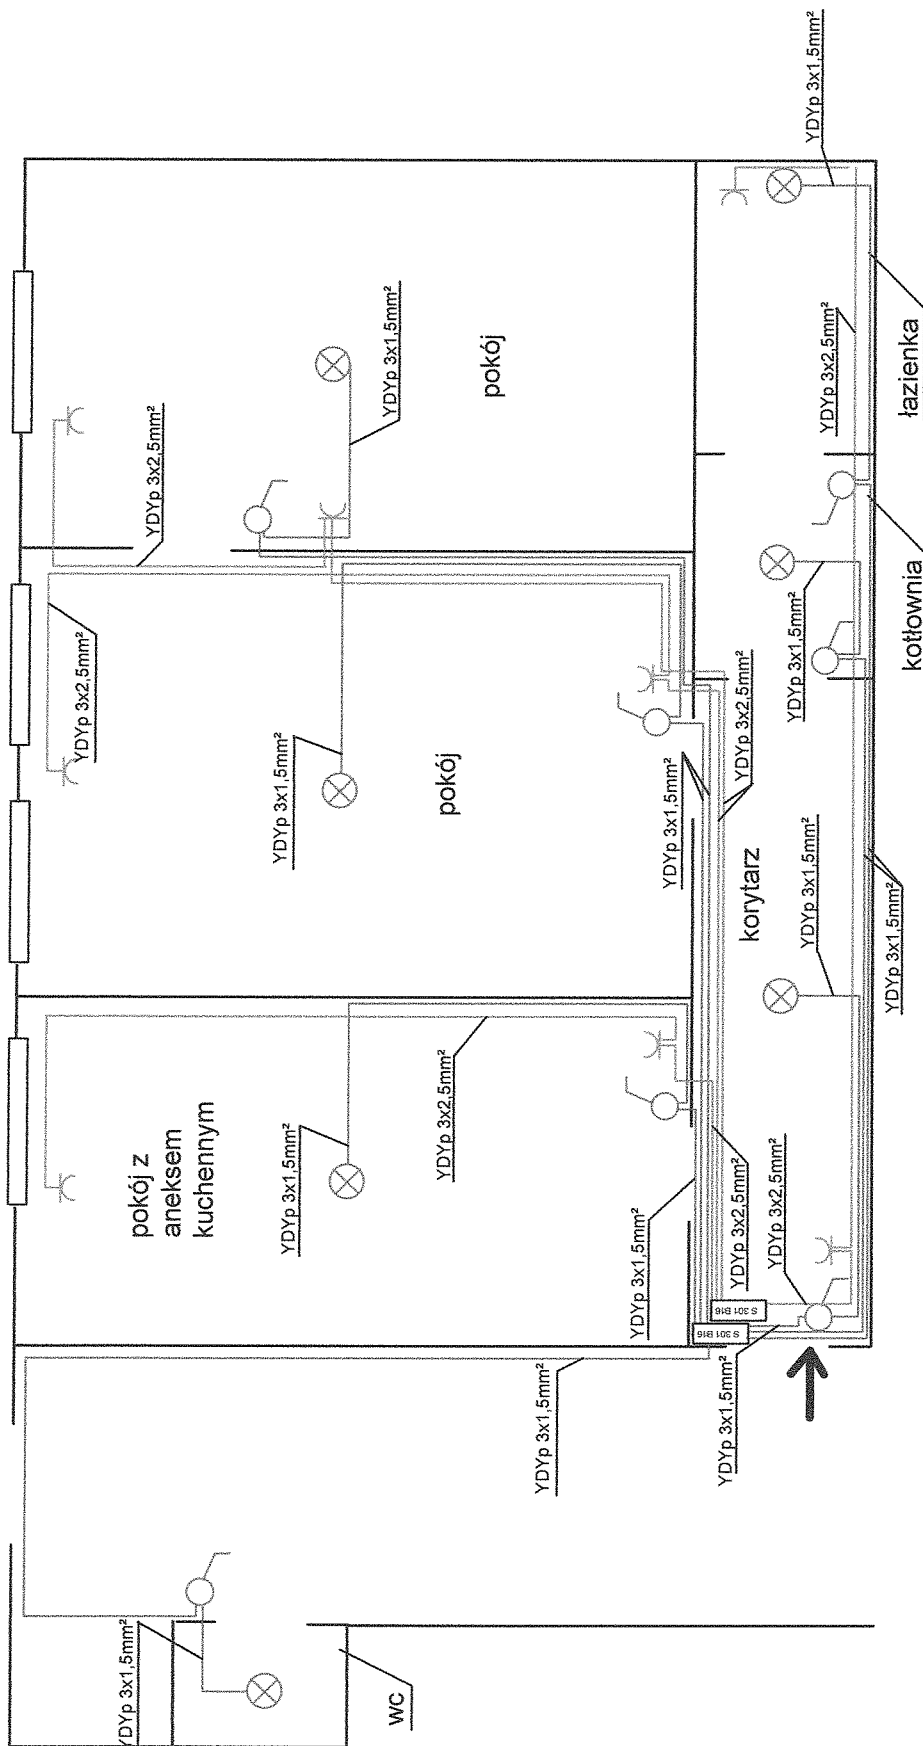 YDYp 3x1,5mm²
WC
YDYp 3x1,5mm²
YDYp 3x1,5mm²
pokój z
aneksem
kuchennym
YDYp 3x1,5mm²
YDYp 3x2,5mm²
YDYp 3x1,5mm²
YDYp 3x2,5mm²
YDYp 3x2,5mm²
S 301 B16
S 301 B16
YDYp 3x2,5mm²
YDYp 3x1,5mm²
pokój
YDYp 3x1,5mm²
YDYp 3x2,5mm²
korytarz
YDYp 3x1,5mm²
YDYp 3x1,5mm²
YDYp 3x1,5mm²
kotłownia
YDYp 3x2,5mm²
YDYp 3x1,5mm²
pokój
YDYp 3x2,5mm²
łazienka
YDYp 3x1,5mm²